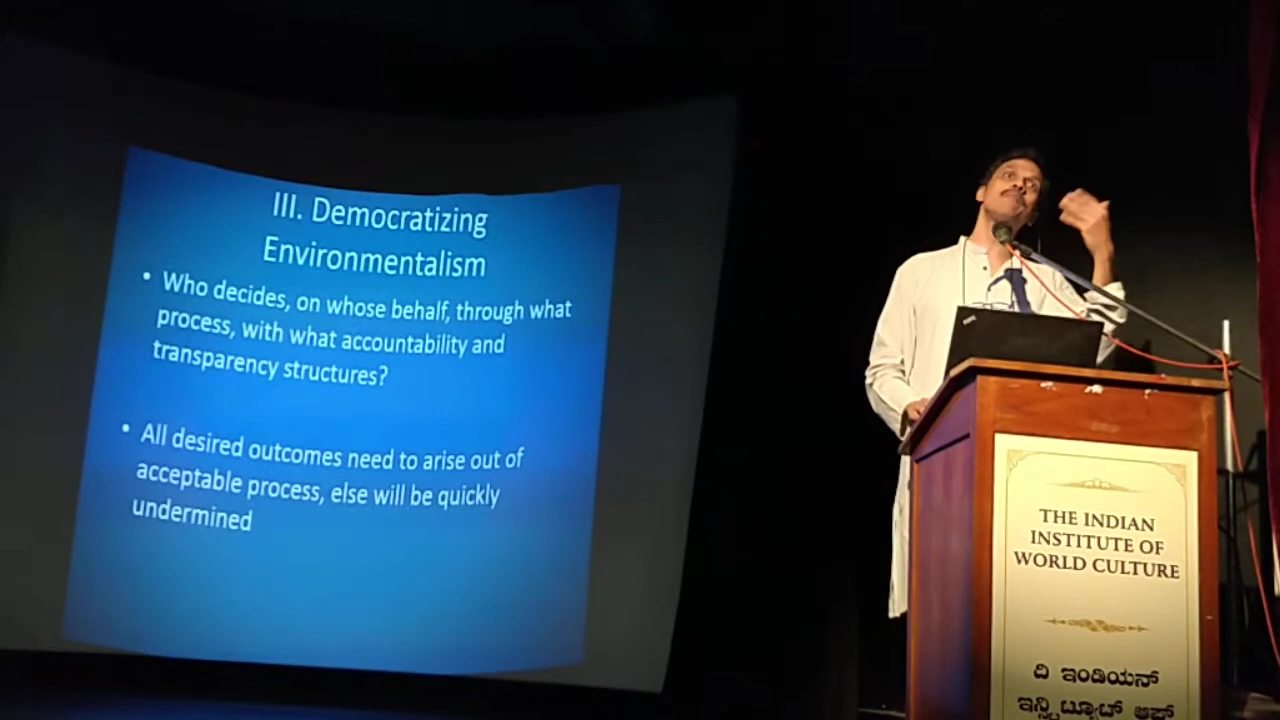 III. Democratizing
Environmentalism
• Who decides, on whose behalf, through what
process, with what accountability and
transparency structures?
• All desired outcomes need to arise out of
acceptable process, else will be quickly
undermined
THE INDIAN
INSTITUTE OF
WORLD CULTURE
ದಿ ಇಂಡಿಯನ್
ಇನ್ಸ್ಟಿಟ್ಯೂಟ್ ಆಫ್